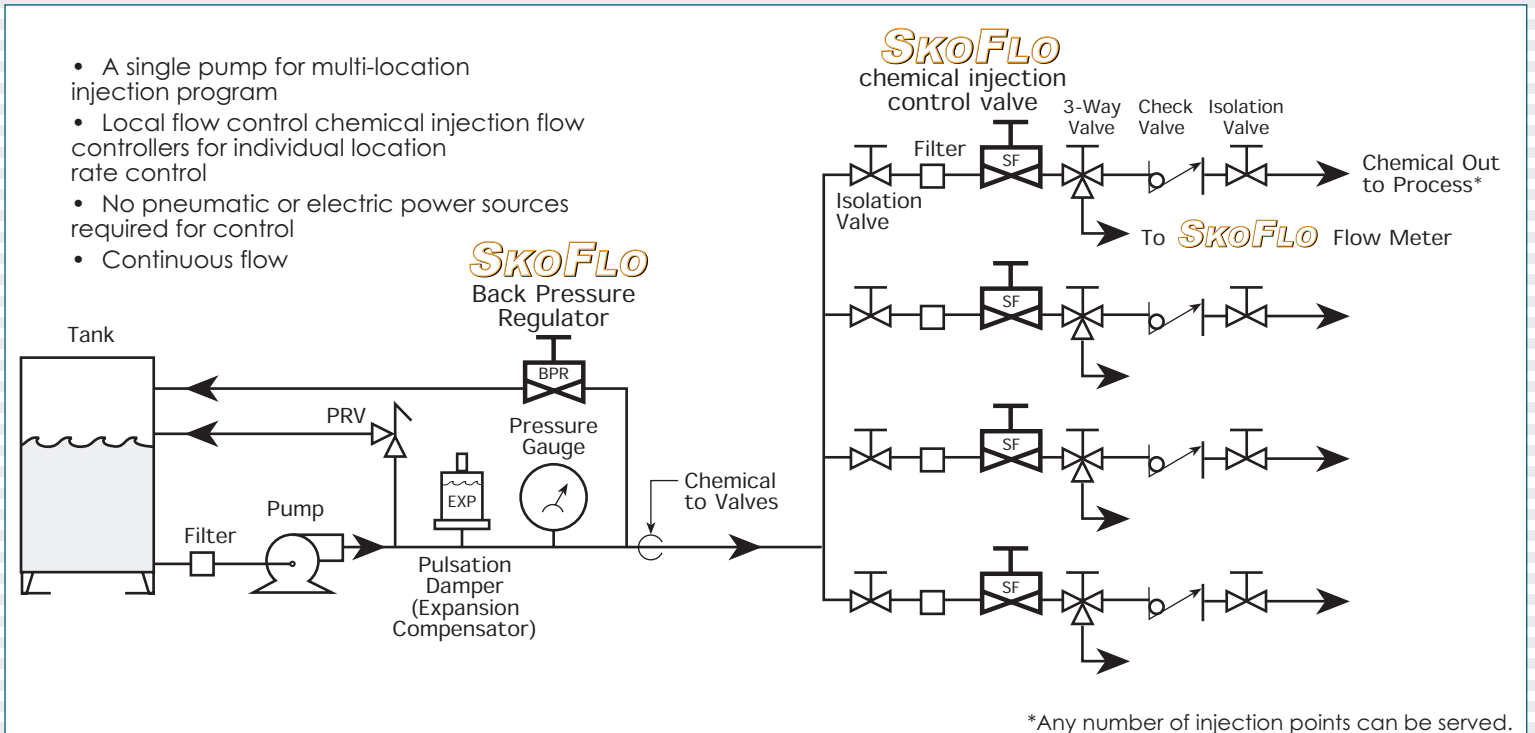 • A single pump for multi-location
injection program
• Local flow control chemical injection flow
controllers for individual location
rate control
• No pneumatic or electric power sources
required for control
• Continuous flow
SKOFLO
Back Pressure
Regulator
BPR
Tank
PRV
Pressure
Gauge
EXP
Filter
Pump
Pulsation
Damper
(Expansion
Compensator)
Chemical
to Valves
SKOFLO
chemical injection
control valve
3-Way
Valve
Check
Valve
Isolation
Valve
Filter
SF
Isolation
Valve
Chemical Out
to Process*
To SKOFLO Flow Meter
SF
SF
SF
*Any number of injection points can be served.